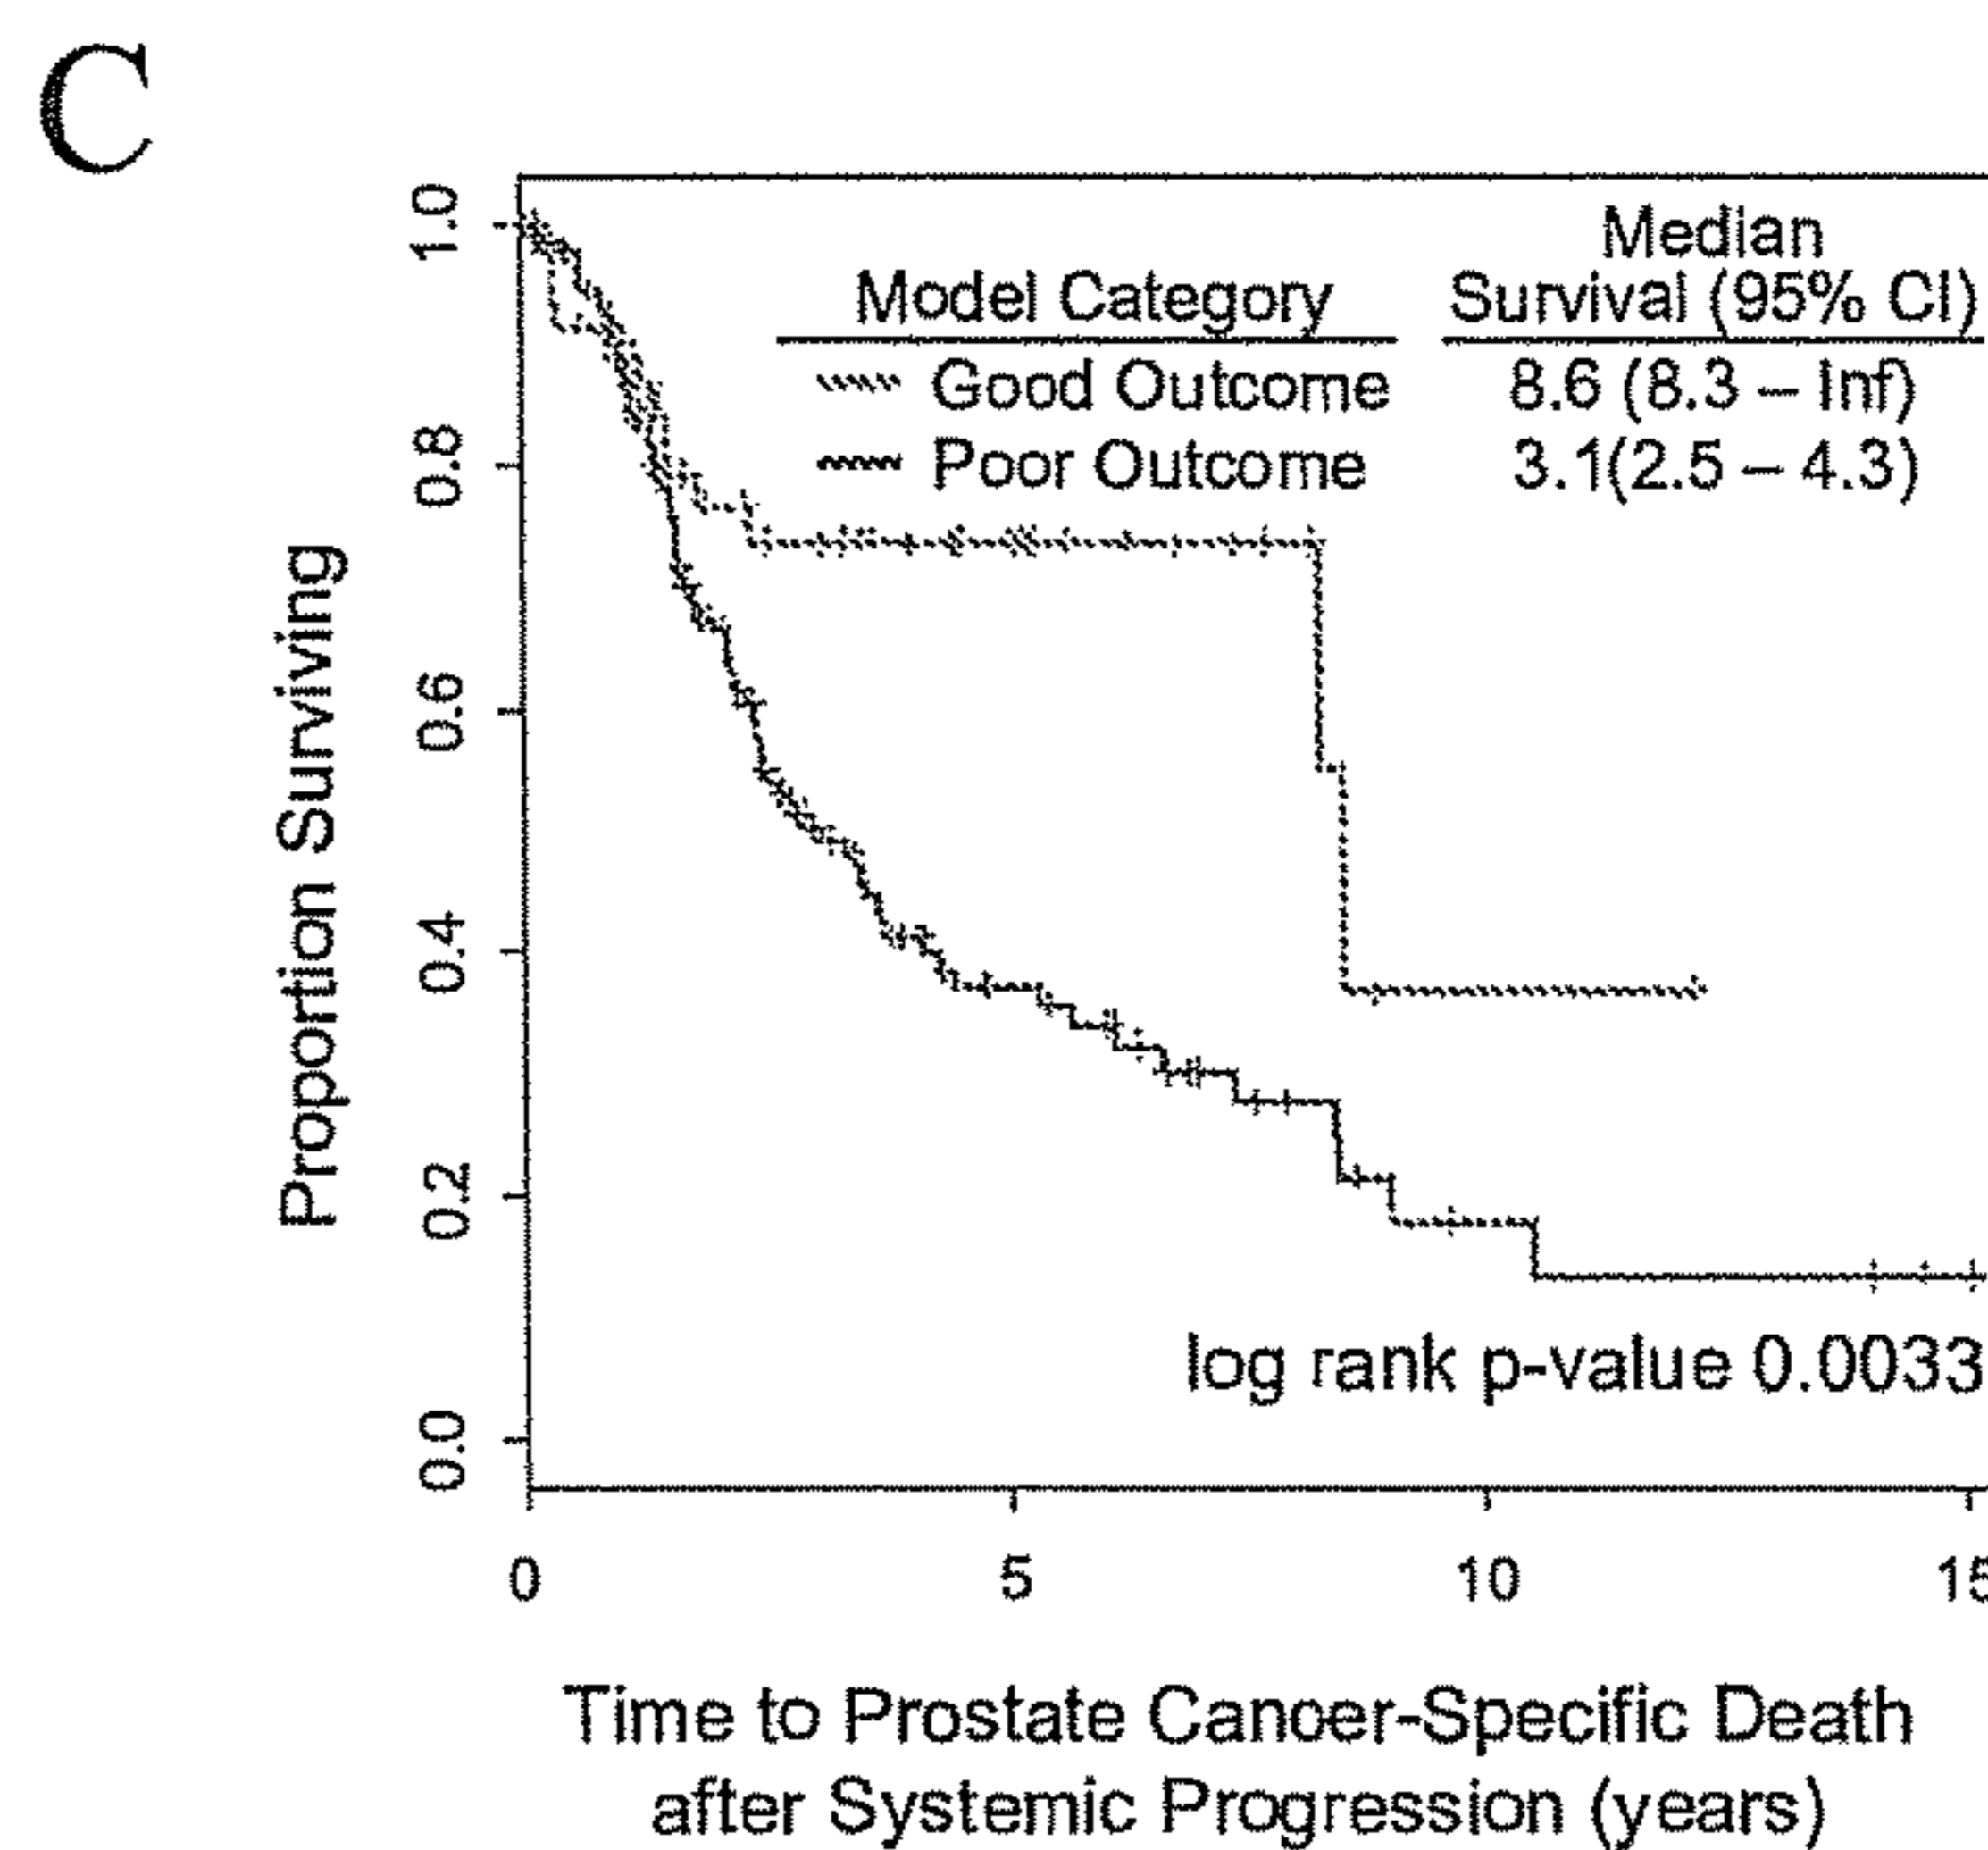 C
Median
Model Category Survival (95% CI)
Good Outcome 8.6 (8.3 – Inf)
Poor Outcome 3.1(2.5 – 4.3)
Proportion Surviving
1.0
0.8
0.6
0.4
0.2
0.0
log rank p-value 0.0033
0 5 10 15
Time to Prostate Cancer-Specific Death
after Systemic Progression (years)